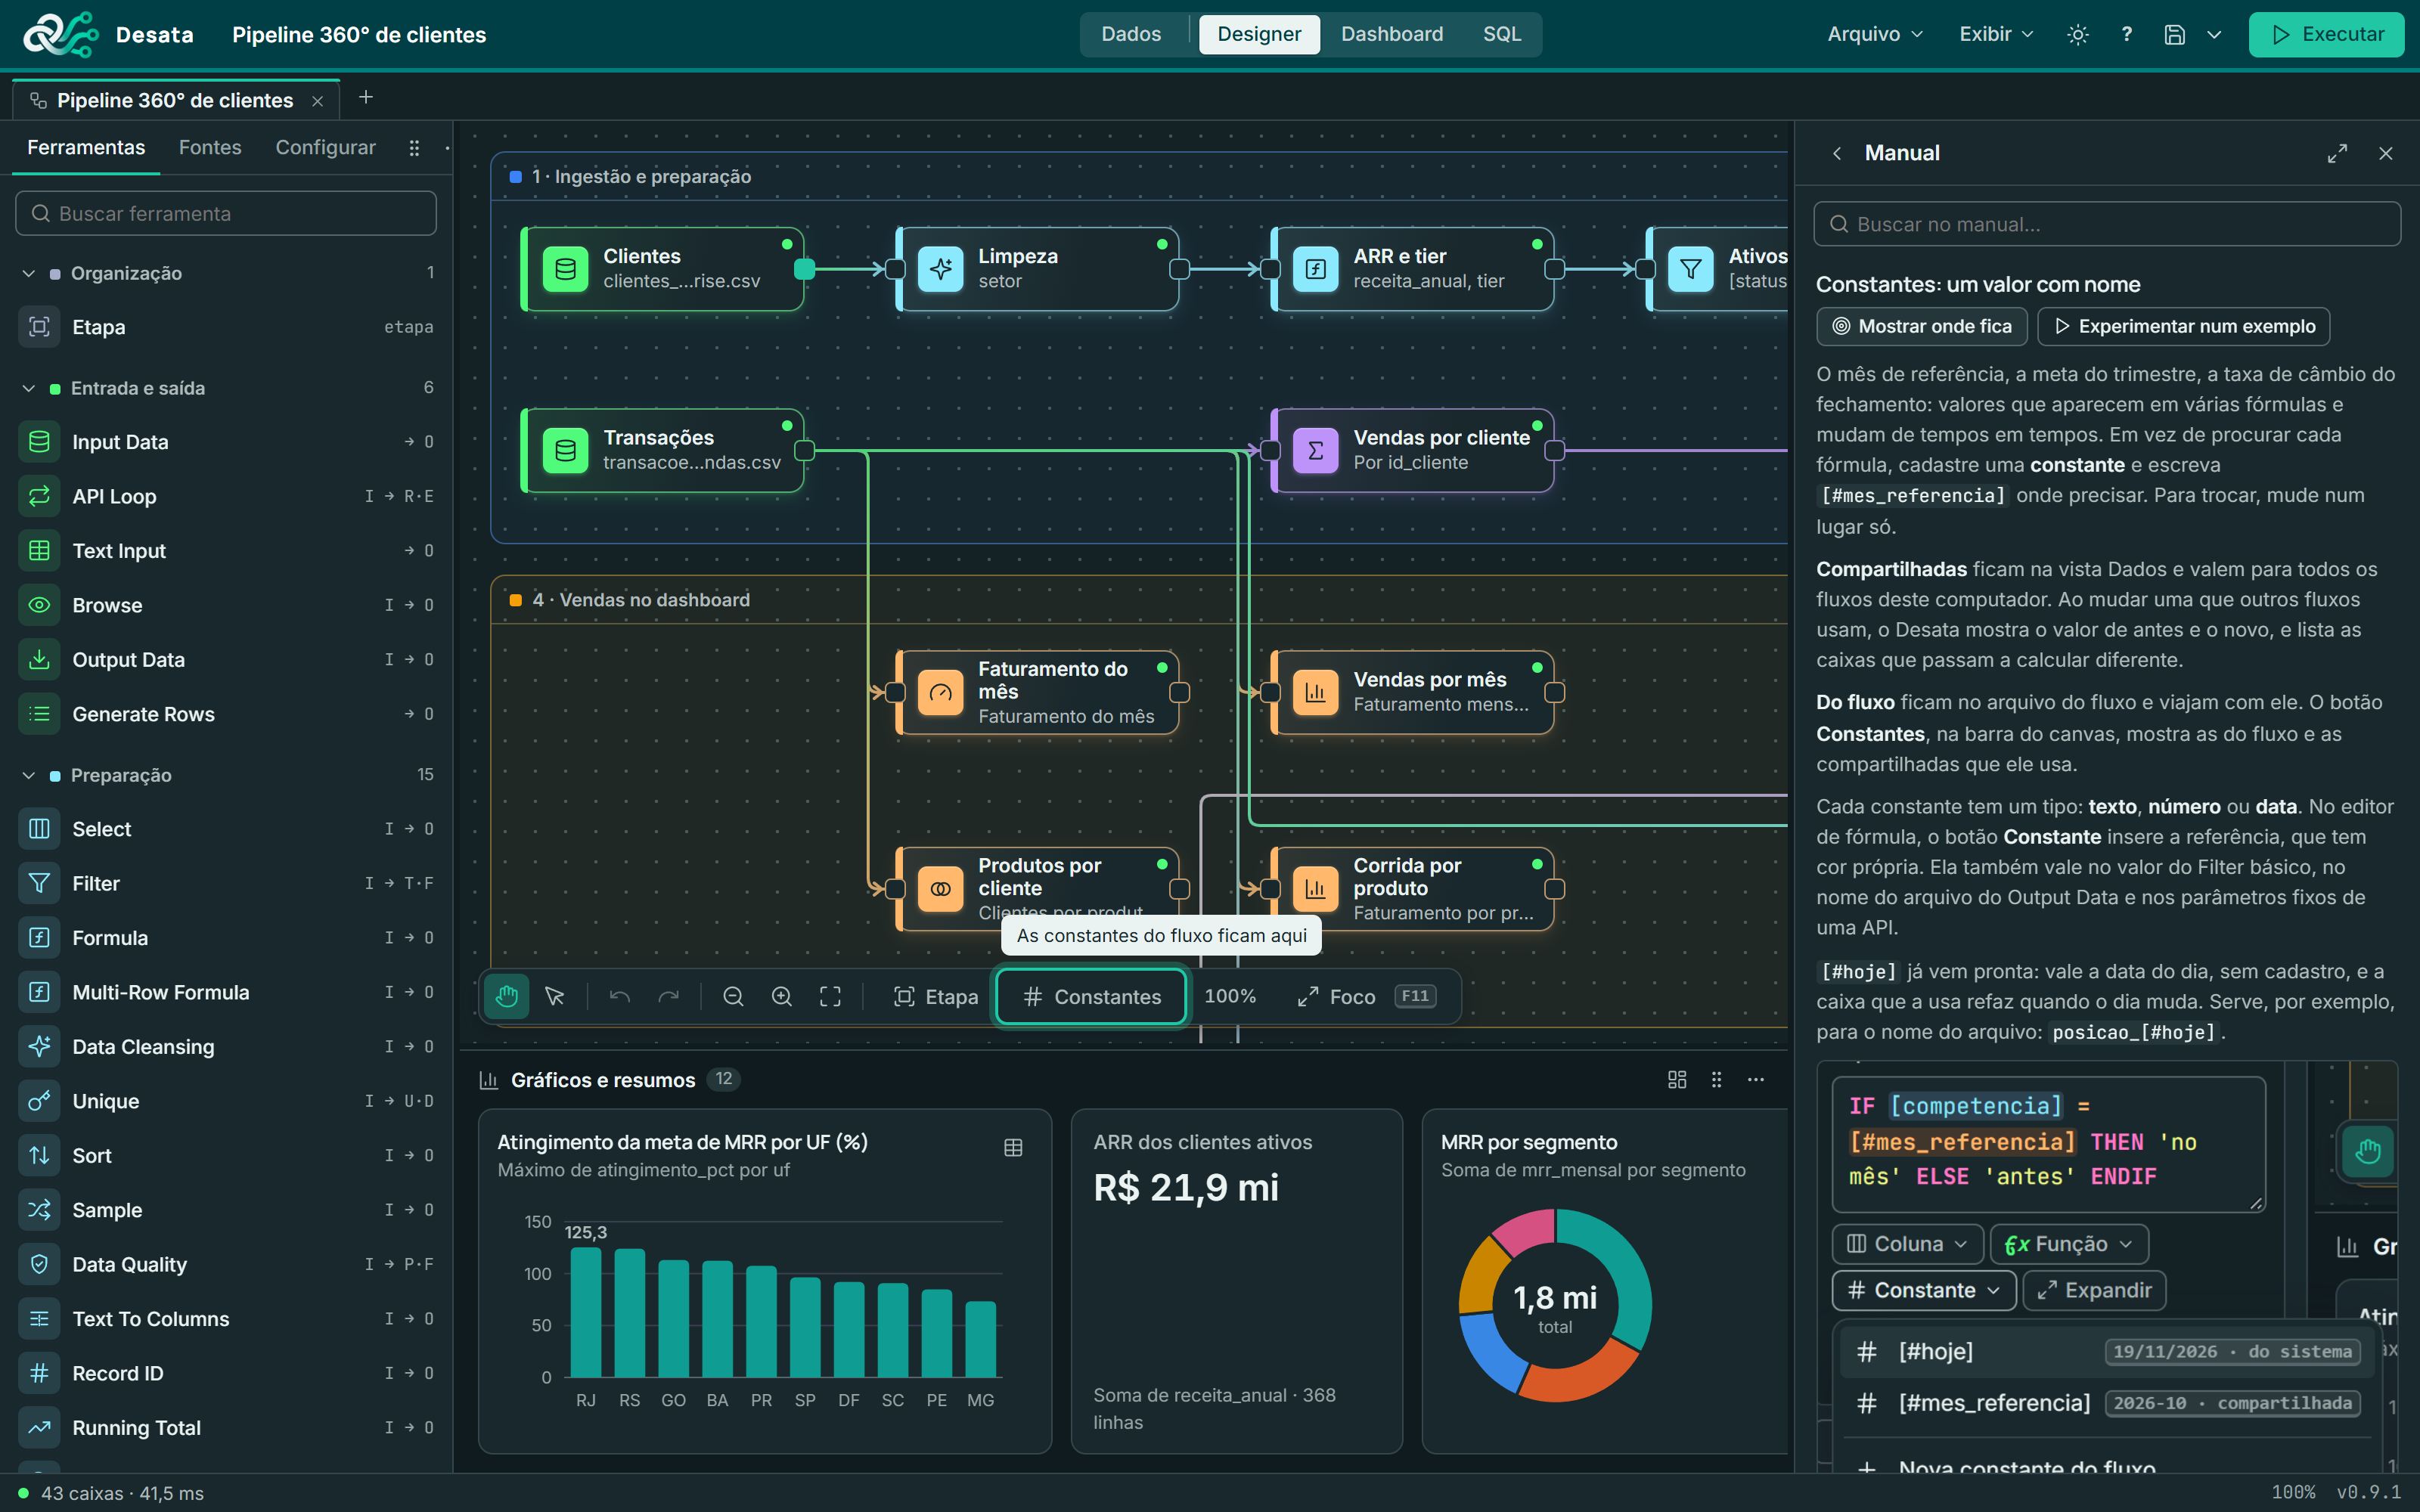 Desata
Pipeline 360° de clientes
Dados
Designer
Dashboard
SQL
Arquivo
Exibir
?
Executar
Pipeline 360° de clientes
Ferramentas
Fontes
Configurar
Buscar ferramenta
Organização 1
Etapa etapa
Entrada e saída 6
Input Data → O
API Loop I → R·E
Text Input → O
Browse I → O
Output Data I → O
Generate Rows → O
Preparação 15
Select I → O
Filter I → T·F
Formula I → O
Multi-Row Formula I → O
Data Cleansing I → O
Unique I → U·D
Sort I → O
Sample I → O
Data Quality I → P·F
Text To Columns I → O
Record ID I → O
Running Total I → O
1 · Ingestão e preparação
Clientes
clientes_...rise.csv
Limpeza
setor
ARR e tier
receita_anual, tier
Ativos
[status
Transações
transacoe...ndas.csv
Vendas por cliente
Por id_cliente
4 · Vendas no dashboard
Faturamento do
mês
Faturamento do mês
Vendas por mês
Faturamento mens...
Produtos por
cliente
Clientes por produt
Corrida por
produto
Faturamento por pr...
As constantes do fluxo ficam aqui
Etapa
# Constantes
100%
Foco F11
Gráficos e resumos 12
Atingimento da meta de MRR por UF (%)
Máximo de atingimento_pct por uf
150
125,3
100
50
0
RJ RS GO BA PR SP DF SC PE MG
ARR dos clientes ativos
R$ 21,9 mi
Soma de receita_anual · 368
linhas
MRR por segmento
Soma de mrr_mensal por segmento
1,8 mi
total
Manual
Buscar no manual...
Constantes: um valor com nome
Mostrar onde fica
Experimentar num exemplo
O mês de referência, a meta do trimestre, a taxa de câmbio do
fechamento: valores que aparecem em várias fórmulas e
mudam de tempos em tempos. Em vez de procurar cada
fórmula, cadastre uma constante e escreva
[#mes_referencia] onde precisar. Para trocar, mude num
lugar só.
Compartilhadas ficam na vista Dados e valem para todos os
fluxos deste computador. Ao mudar uma que outros fluxos
usam, o Desata mostra o valor de antes e o novo, e lista as
caixas que passam a calcular diferente.
Do fluxo ficam no arquivo do fluxo e viajam com ele. O botão
Constantes, na barra do canvas, mostra as do fluxo e as
compartilhadas que ele usa.
Cada constante tem um tipo: texto, número ou data. No editor
de fórmula, o botão Constante insere a referência, que tem
cor própria. Ela também vale no valor do Filter básico, no
nome do arquivo do Output Data e nos parâmetros fixos de
uma API.
[#hoje] já vem pronta: vale a data do dia, sem cadastro, e a
caixa que a usa refaz quando o dia muda. Serve, por exemplo,
para o nome do arquivo: posicao_[#hoje].
IF [competencia] =
[#mes_referencia] THEN 'no
mês' ELSE 'antes' ENDIF
Coluna
fx Função
# Constante
Expandir
Gr
# [#hoje] 19/11/2026 · do sistema
# [#mes_referencia] 2026-10 · compartilhada
+ Nova constante do fluxo
43 caixas · 41,5 ms
100% v0.9.1